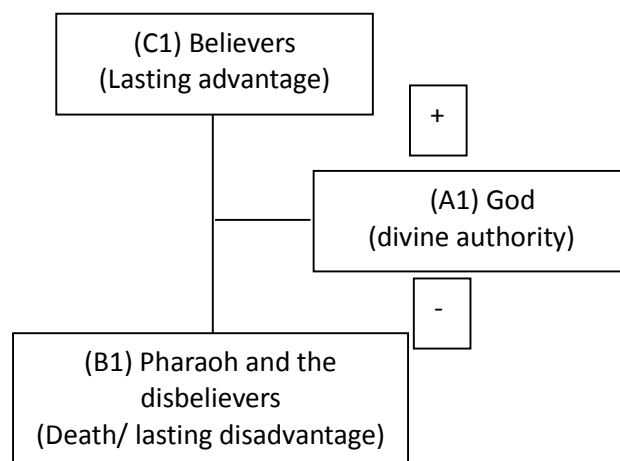 (C1) Believers
(Lasting advantage)
+
(A1) God
(divine authority)
-
(B1) Pharaoh and the
disbelievers
(Death/ lasting disadvantage)